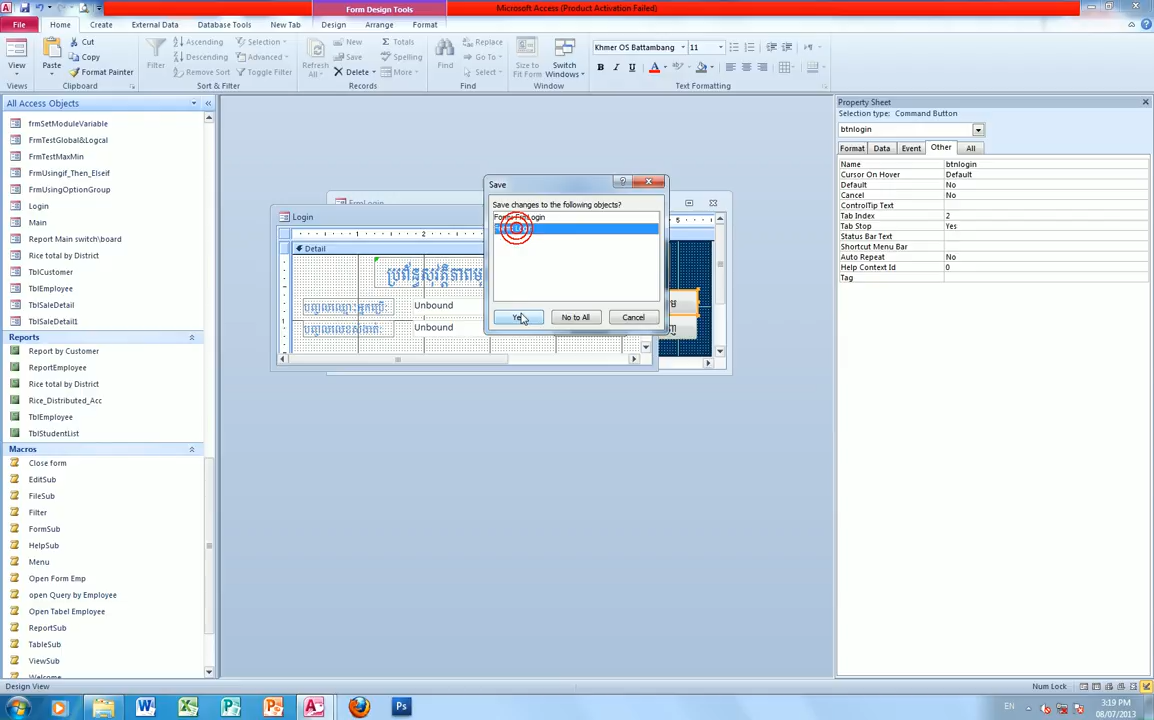 Form Design Tools
Microsoft Access (Product Activation Failed)
File
Home
Create
External Data
Database Tools
New Tab
Design
Arrange
Format
View
Views
Paste
Cut
Copy
Format Painter
Clipboard
Filter
Ascending
Descending
Remove Sort
Selection
Advanced
Toggle Filter
Sort & Filter
Refresh All
New
Save
Delete
Totals
Spelling
More
Records
Find
Replace
Go To
Select
Find
Size to Fit Form
Switch Windows
Window
Khmer OS Battambang
11
B I U
A
Text Formatting
All Access Objects
frmSetModuleVariable
FrmTestGlobal&Logcal
FrmTestMaxMin
FrmUsingif_Then_Elseif
FrmUsingOptionGroup
Login
Main
Report Main switch\board
Rice total by District
TblCustomer
TblEmployee
TblSaleDetail
TblSaleDetail1
Reports
Report by Customer
ReportEmployee
Rice total by District
Rice_Distributed_Acc
TblEmployee
TblStudentList
Macros
Close form
EditSub
FileSub
Filter
FormSub
HelpSub
Menu
Open Form Emp
open Query by Employee
Open Tabel Employee
ReportSub
TableSub
ViewSub
Welcome
FrmLogin
Login
1
2
5
Detail
Unbound
Unbound
Save
Save changes to the following objects?
No to All
Cancel
Property Sheet
Selection type: Command Button
btnlogin
Format
Data
Event
Other
All
Name btnlogin
Cursor On Hover Default
Default No
Cancel No
ControlTip Text
Tab Index 2
Tab Stop Yes
Status Bar Text
Shortcut Menu Bar
Auto Repeat No
Help Context Id 0
Tag
Design View
Num Lock
EN
3:19 PM
08/07/2013